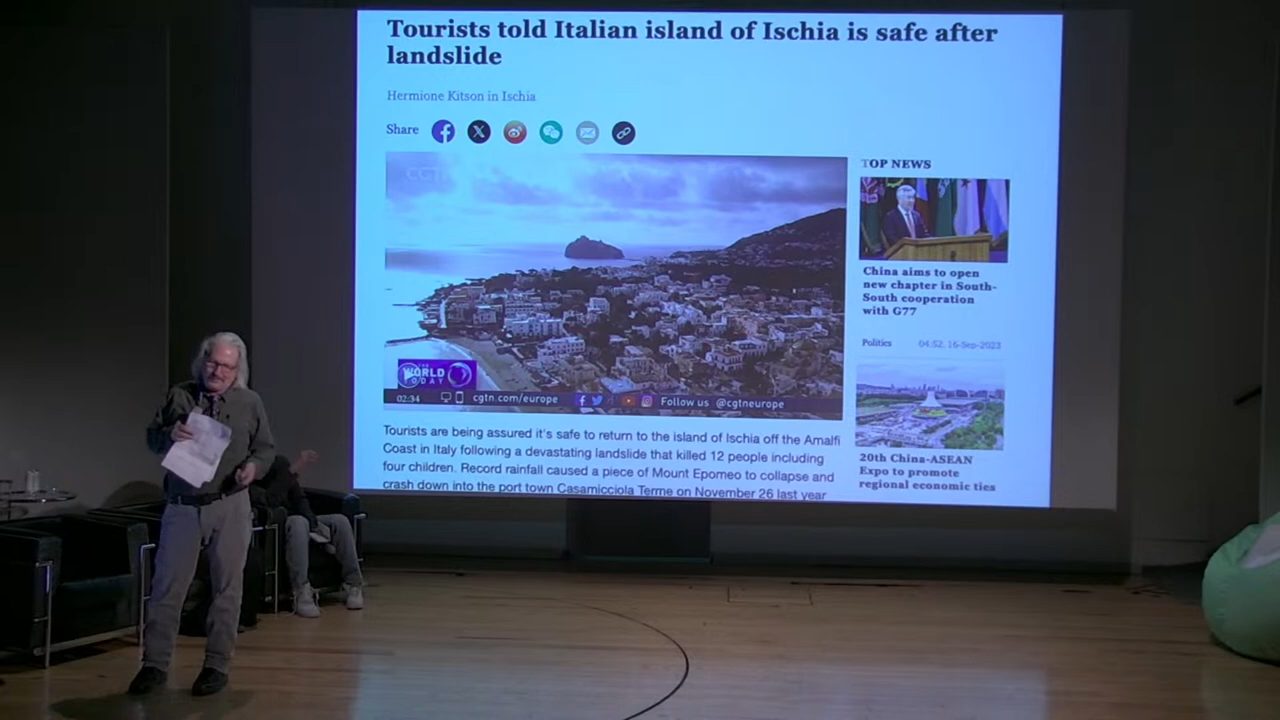 Tourists told Italian island of Ischia is safe after
landslide
Hermione Kitson in Ischia
Share
CGT
TOP NEWS
China aims to open
new chapter in South-
South cooperation
with G77
Politics 04:52, 16-Sep-2023
THE
WORLD
TODAY
02:34 cgtn.com/europe Follow us @cgtneurope
Tourists are being assured it's safe to return to the island of Ischia off the Amalfi
Coast in Italy following a devastating landslide that killed 12 people including
four children. Record rainfall caused a piece of Mount Epomeo to collapse and
crash down into the port town Casamicciola Terme on November 26 last year
20th China-ASEAN
Expo to promote
regional economic ties